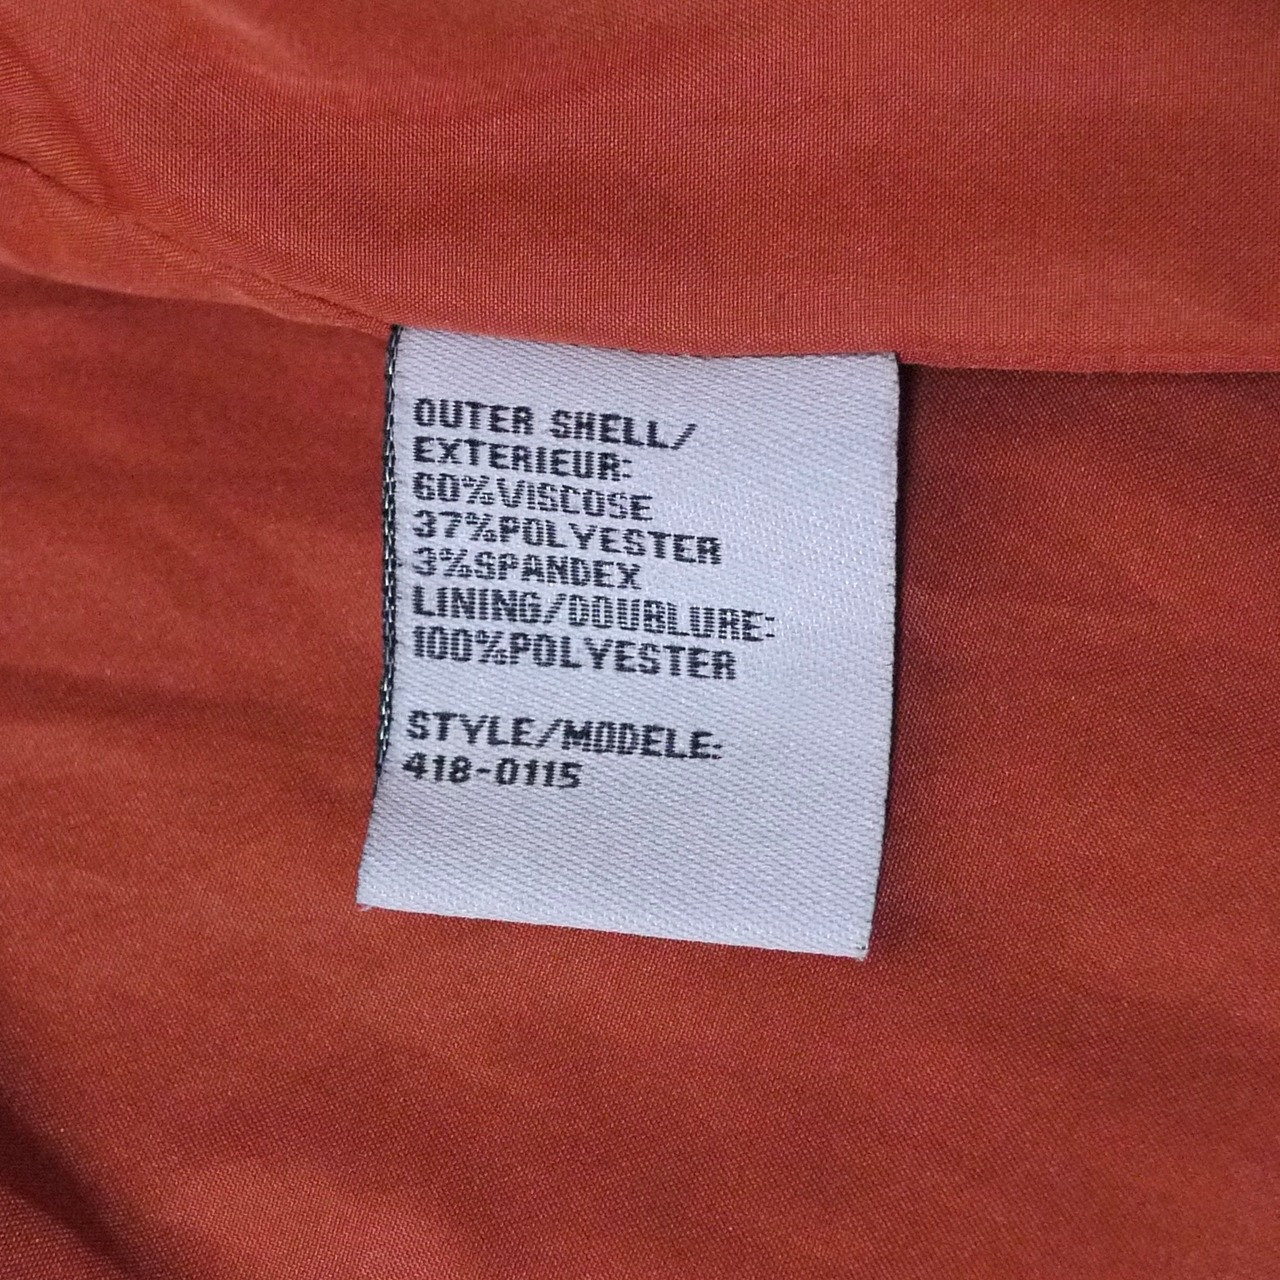 OUTER SHELL/
EXTERIEUR:
60%VISCOSE
37%POLYESTER
3%SPANDEX
LINING/DOUBLURE:
100%POLYESTER
STYLE/MODELE:
418-0115